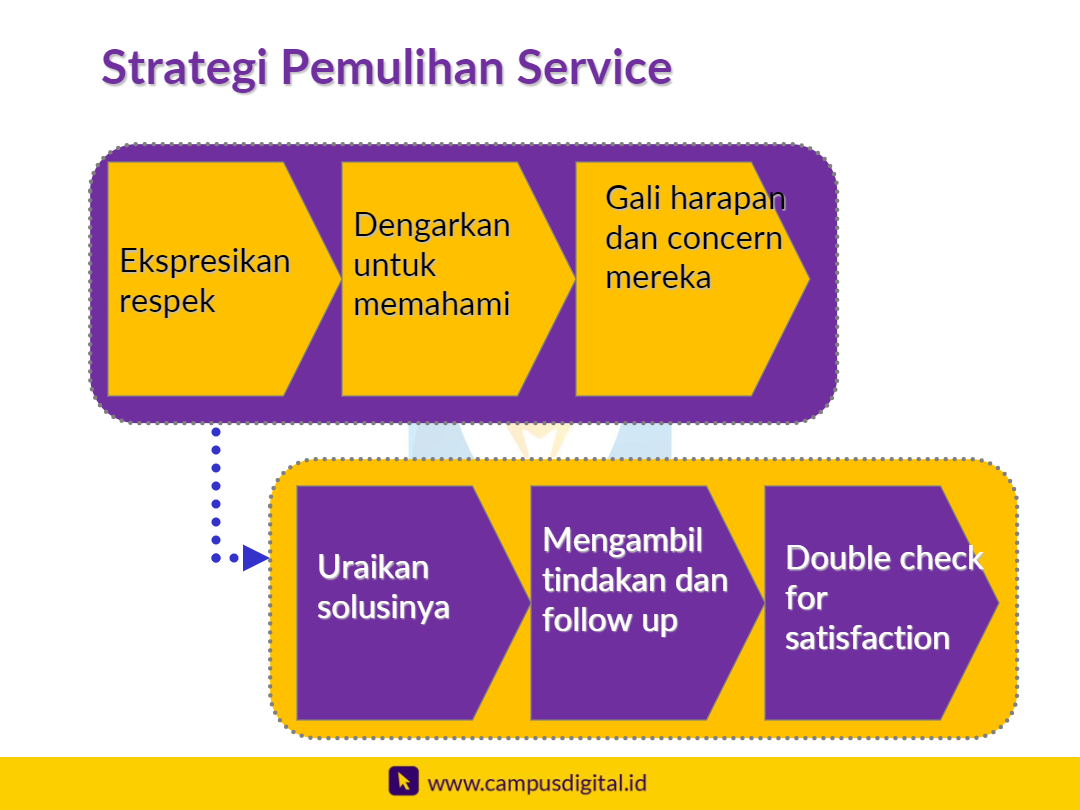 Strategi Pemulihan Service
Ekspresikan
respek
Dengarkan
untuk
memahami
Gali harapan
dan concern
mereka
Uraikan
solusinya
Mengambil
tindakan dan
follow up
Double check
for
satisfaction
www.campusdigital.id